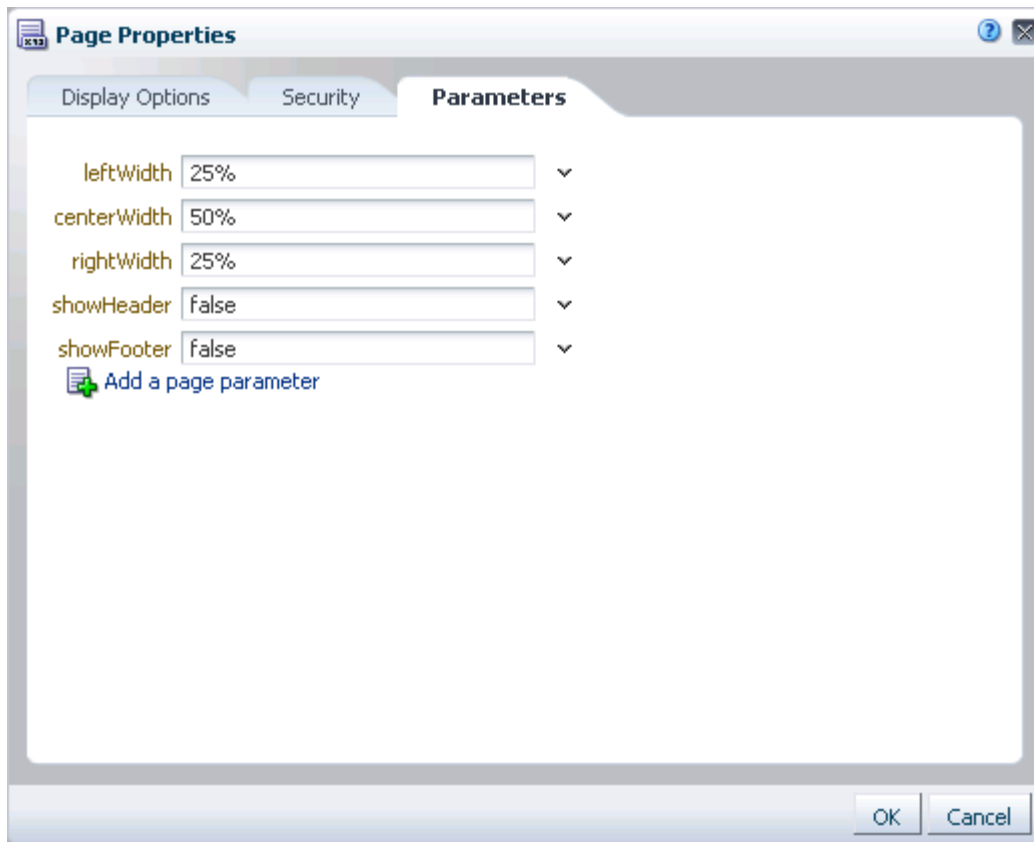 Page Properties
Display Options Security Parameters
leftWidth 25%
centerWidth 50%
rightWidth 25%
showHeader false
showFooter false
Add a page parameter
OK Cancel